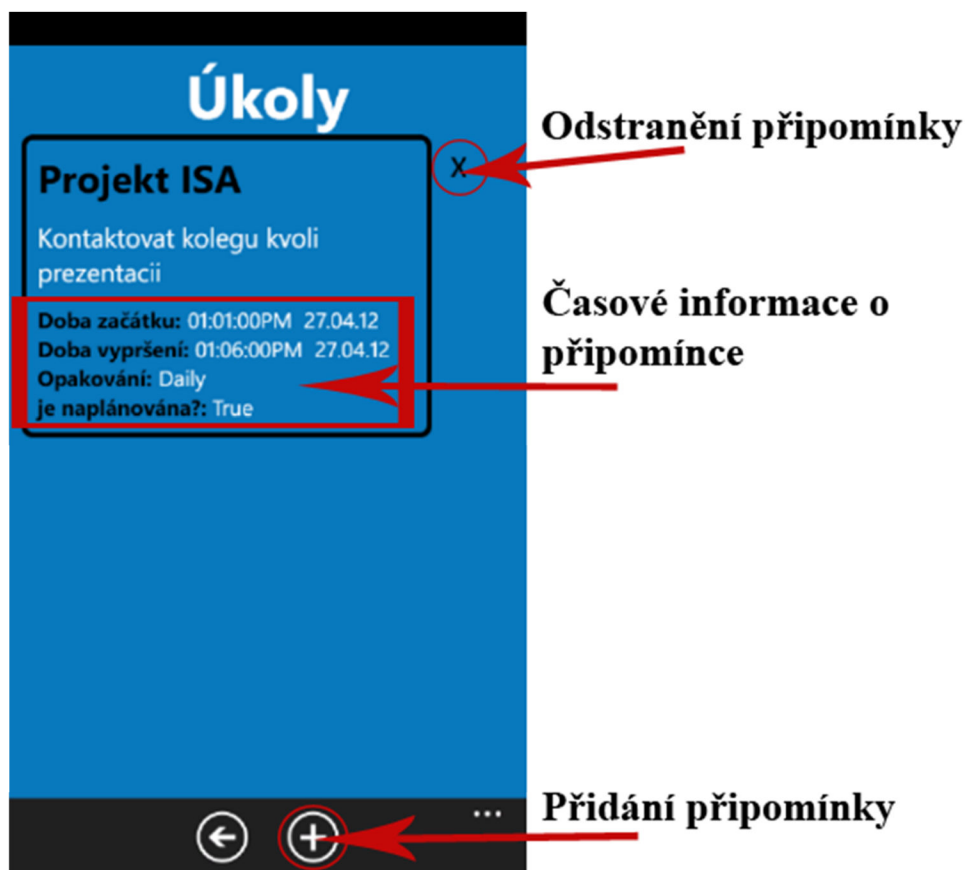 Úkoly
Odstranění připomínky
X
Projekt ISA
Kontaktovat kolegu kvoli
prezentacii
Časové informace o
připomínce
Doba začátku: 01:01:00PM 27.04.12
Doba vypršení: 01:06:00PM 27.04.12
Opakování: Daily
je naplánována?: True
Přidání připomínky